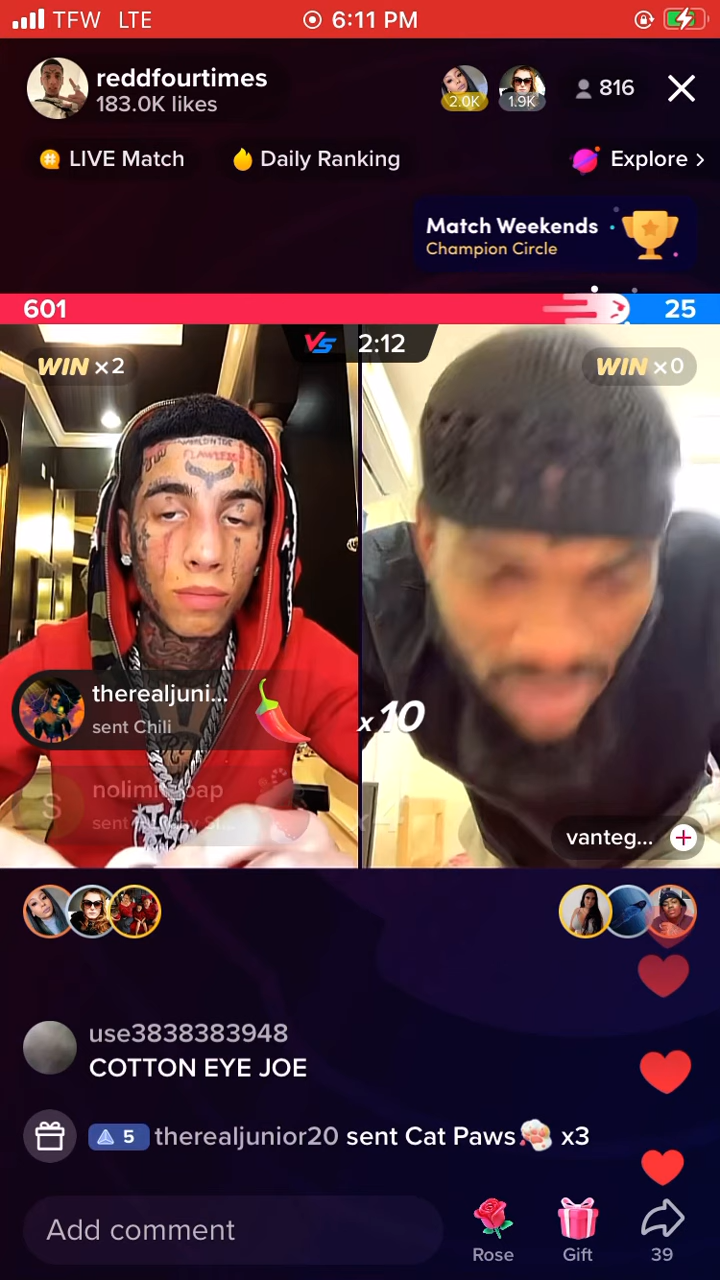 TFW LTE 6:11 PM
reddfourtimes
183.0K likes
2.0K
1.9K
816
LIVE Match
Daily Ranking
Explore >
Match Weekends
Champion Circle
601
25
VS 2:12
WIN x2
WIN x0
FLAWLESS
therealjuni...
sent Chili
x10
vanteg...
use3838383948
COTTON EYE JOE
5 therealjunior20 sent Cat Paws x3
Add comment
Rose
Gift
39